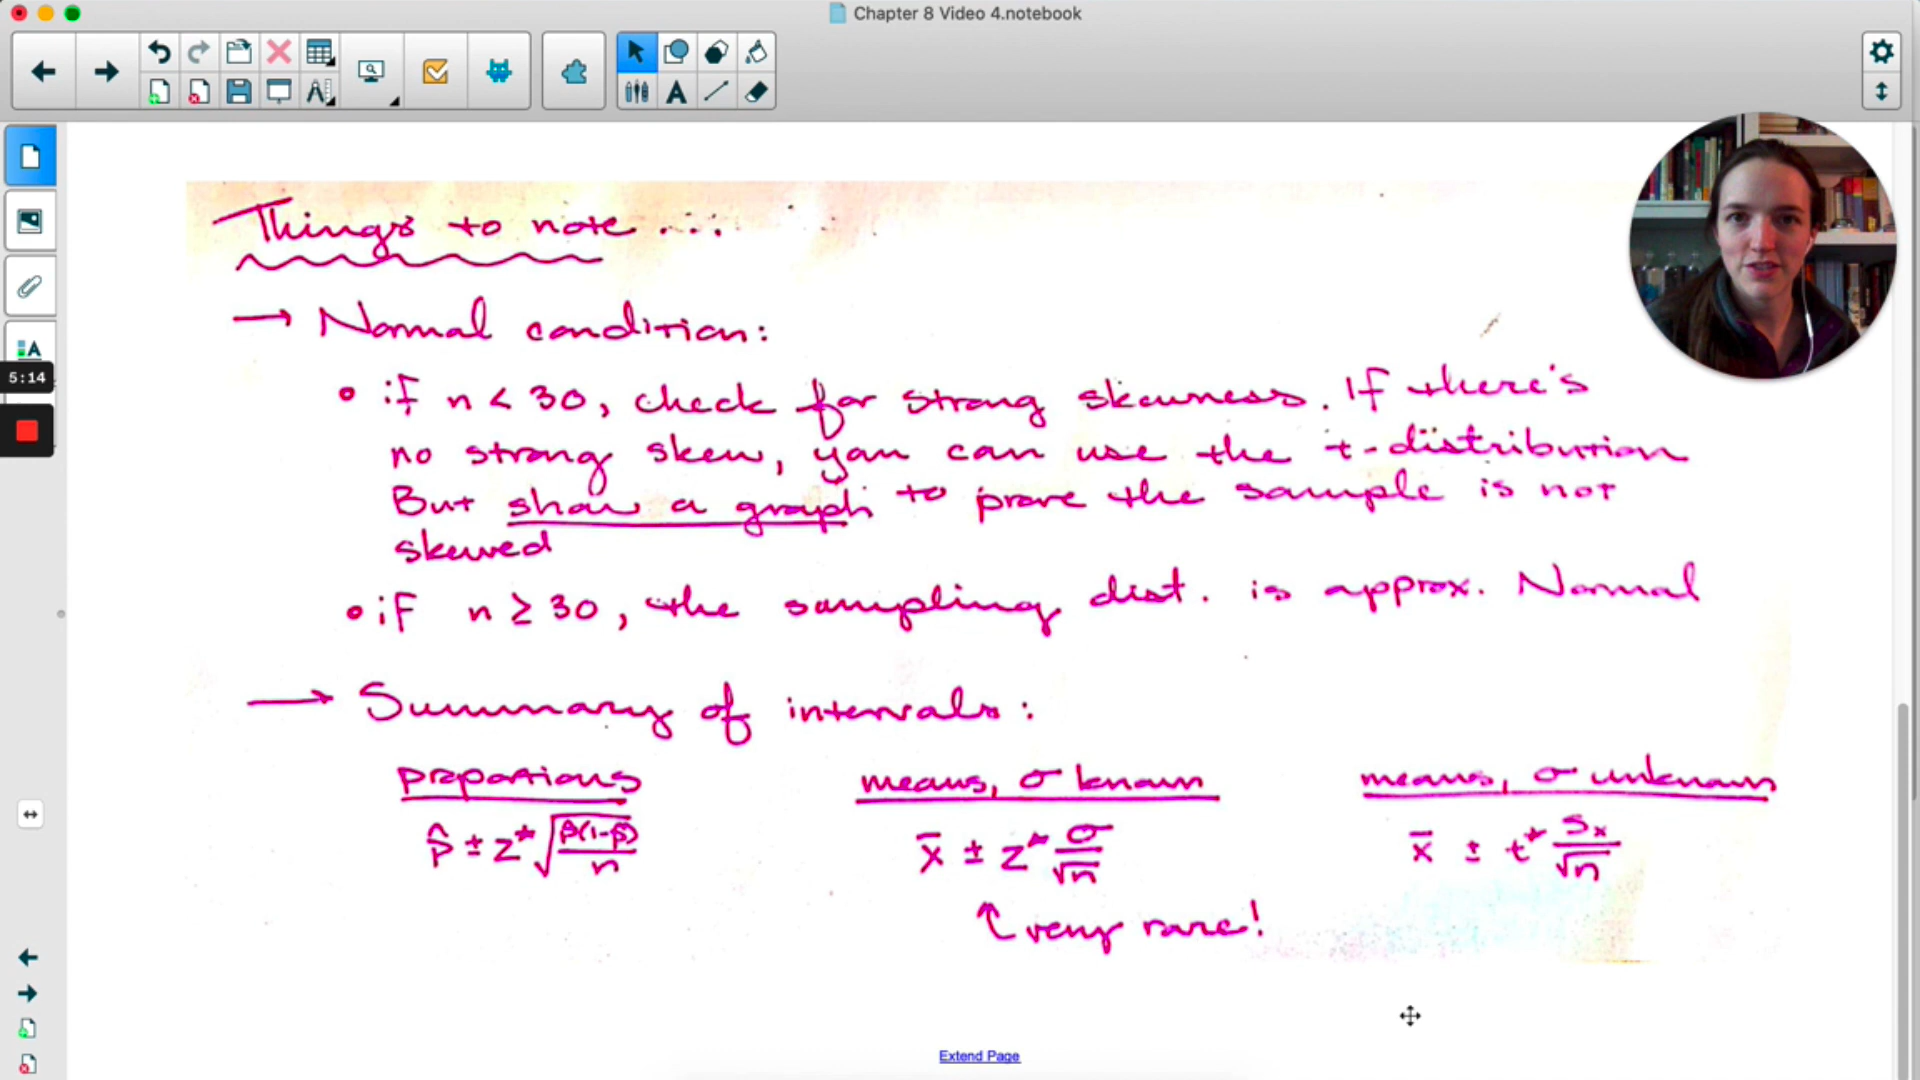 Chapter 8 Video 4.notebook
5:14
Things to note...
→ Normal condition:
• if n < 30, check for strong skewness. If there's
no strong skew, you can use the t-distribution
But show a graph to prove the sample is not
skewed
• if n ≥ 30, the sampling dist. is approx. Normal
→ Summary of intervals:
proportions
p̂ ± z* √(p̂(1-p̂)/n)
means, σ known
x̄ ± z* σ/√n
↑ very rare!
means, σ unknown
x̄ ± t* Sx/√n
Extend Page